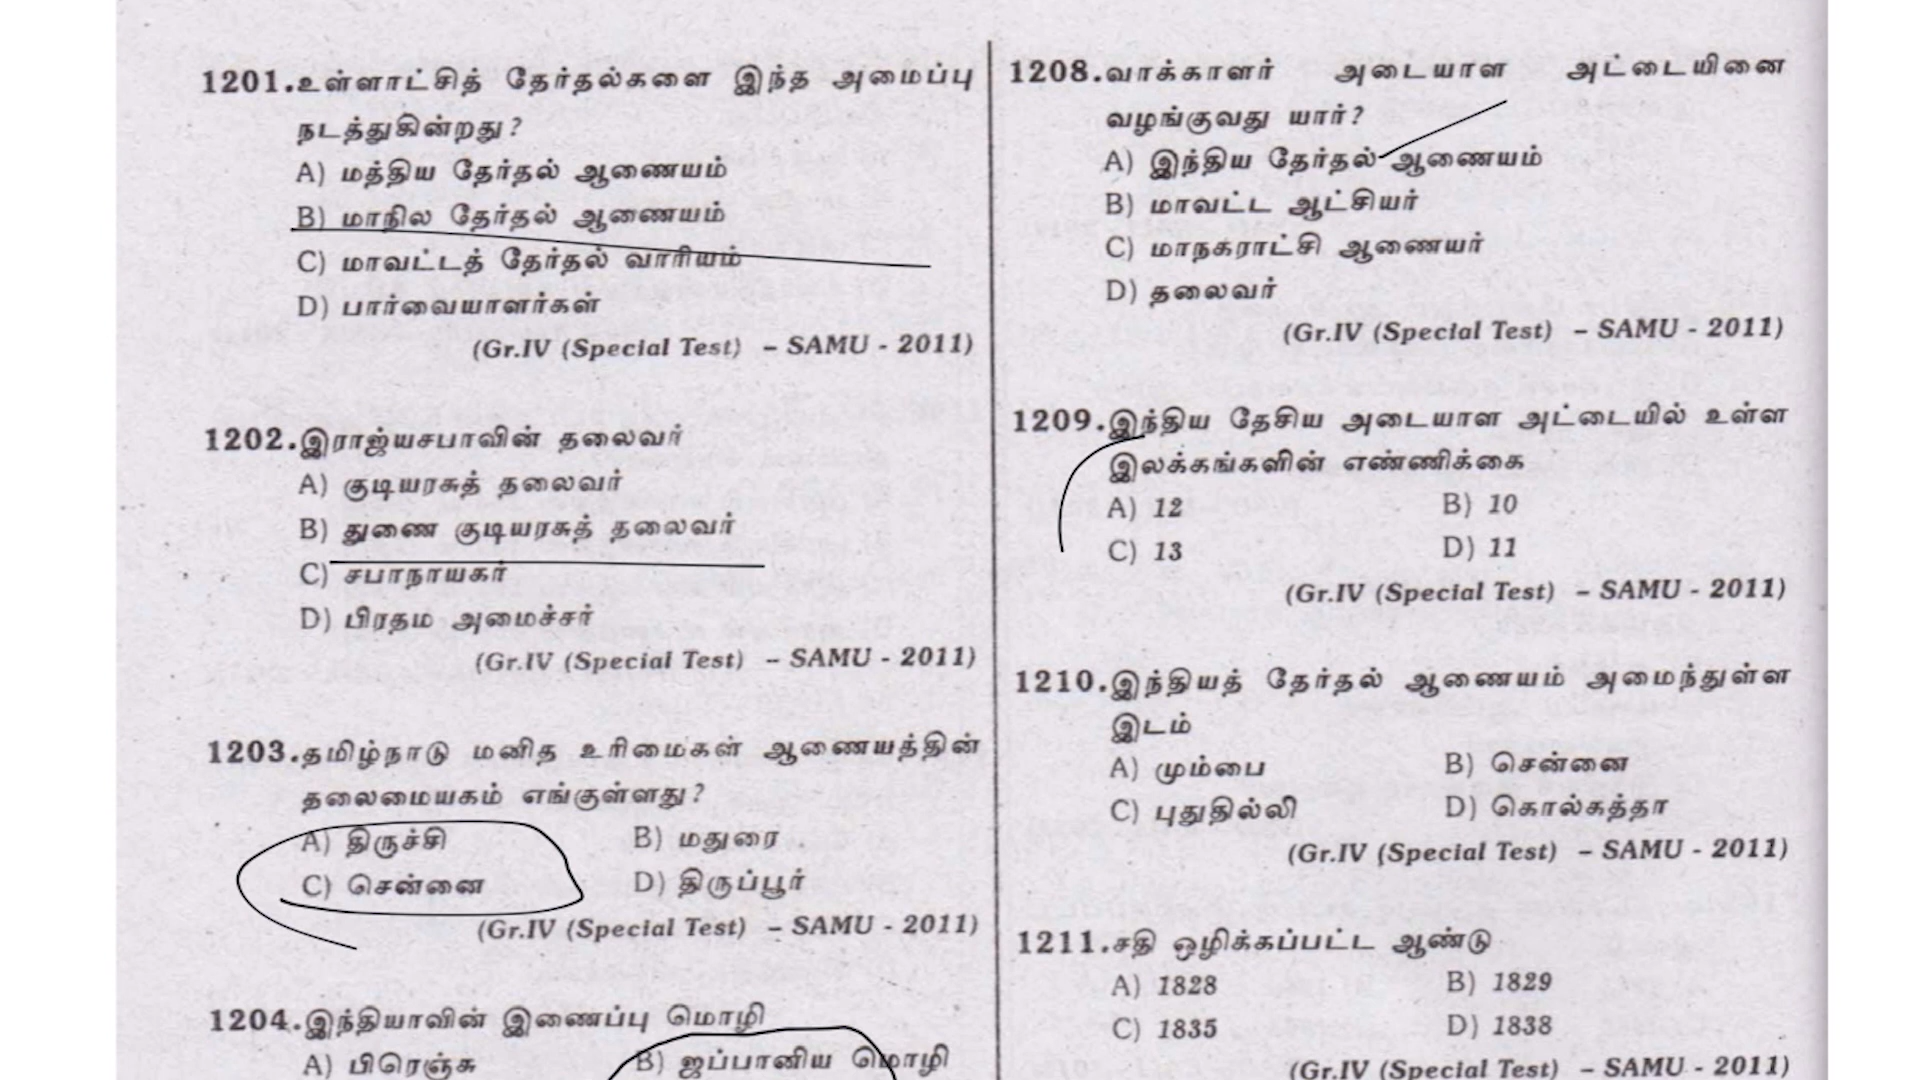 1201.உள்ளாட்சித் தேர்தல்களை இந்த அமைப்பு
நடத்துகின்றது?
A) மத்திய தேர்தல் ஆணையம்
B) மாநில தேர்தல் ஆணையம்
C) மாவட்டத் தேர்தல் வாரியம்
D) பார்வையாளர்கள்
(Gr.IV (Special Test) – SAMU - 2011)
1202.இராஜ்யசபாவின் தலைவர்
A) குடியரசுத் தலைவர்
B) துணை குடியரசுத் தலைவர்
C) சபாநாயகர்
D) பிரதம அமைச்சர்
(Gr.IV (Special Test) – SAMU - 2011)
1203.தமிழ்நாடு மனித உரிமைகள் ஆணையத்தின்
தலைமையகம் எங்குள்ளது?
A) திருச்சி B) மதுரை
C) சென்னை D) திருப்பூர்
(Gr.IV (Special Test) – SAMU - 2011)
1204.இந்தியாவின் இணைப்பு மொழி
A) பிரெஞ்சு B) ஜப்பானிய மொழி
1208.வாக்காளர் அடையாள அட்டையினை
வழங்குவது யார்?
A) இந்திய தேர்தல் ஆணையம்
B) மாவட்ட ஆட்சியர்
C) மாநகராட்சி ஆணையர்
D) தலைவர்
(Gr.IV (Special Test) – SAMU - 2011)
1209.இந்திய தேசிய அடையாள அட்டையில் உள்ள
இலக்கங்களின் எண்ணிக்கை
A) 12 B) 10
C) 13 D) 11
(Gr.IV (Special Test) – SAMU - 2011)
1210.இந்தியத் தேர்தல் ஆணையம் அமைந்துள்ள
இடம்
A) மும்பை B) சென்னை
C) புதுதில்லி D) கொல்கத்தா
(Gr.IV (Special Test) – SAMU - 2011)
1211.சதி ஒழிக்கப்பட்ட ஆண்டு
A) 1828 B) 1829
C) 1835 D) 1838
(Gr.IV (Special Test) – SAMU - 2011)